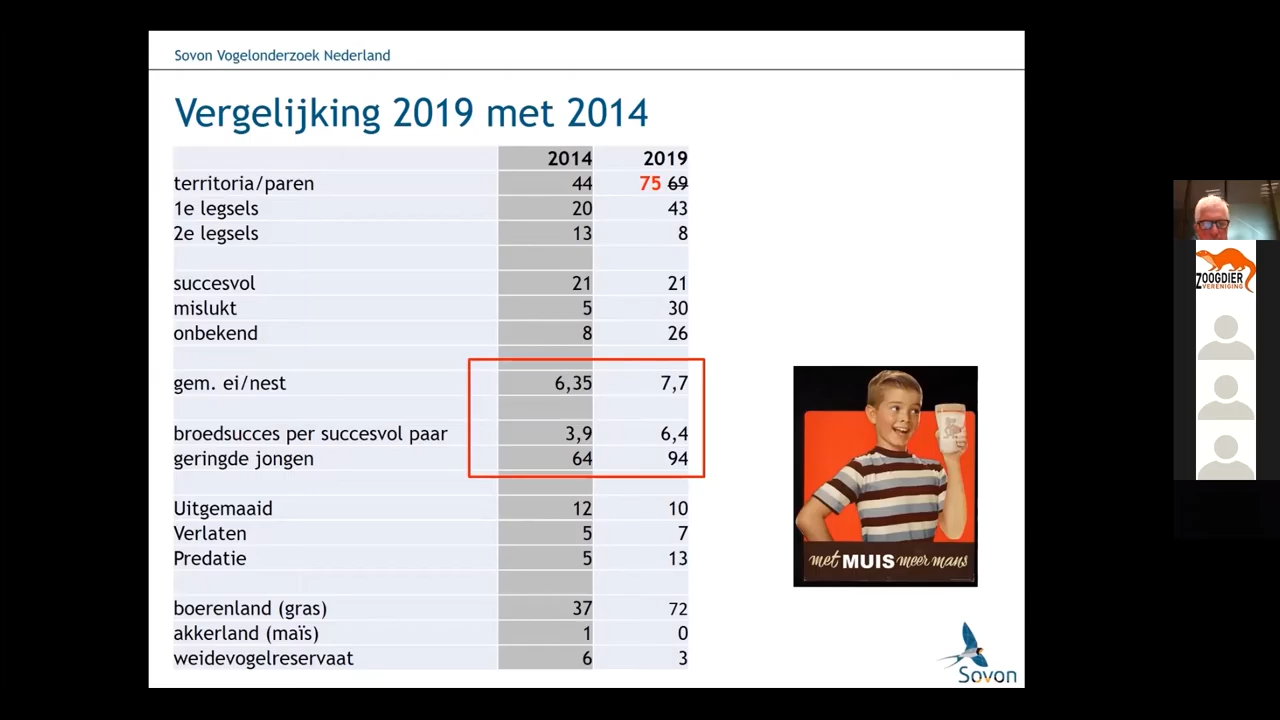 Sovon Vogelonderzoek Nederland
Vergelijking 2019 met 2014
2014 2019
territoria/paren 44 75 69
1e legsels 20 43
2e legsels 13 8
succesvol 21 21
mislukt 5 30
onbekend 8 26
gem. ei/nest 6,35 7,7
broedsucces per succesvol paar 3,9 6,4
geringde jongen 64 94
Uitgemaaid 12 10
Verlaten 5 7
Predatie 5 13
boerenland (gras) 37 72
akkerland (maïs) 1 0
weidevogelreservaat 6 3
met MUIS meer mans
Sovon
ZOOGDIER
VERENIGING